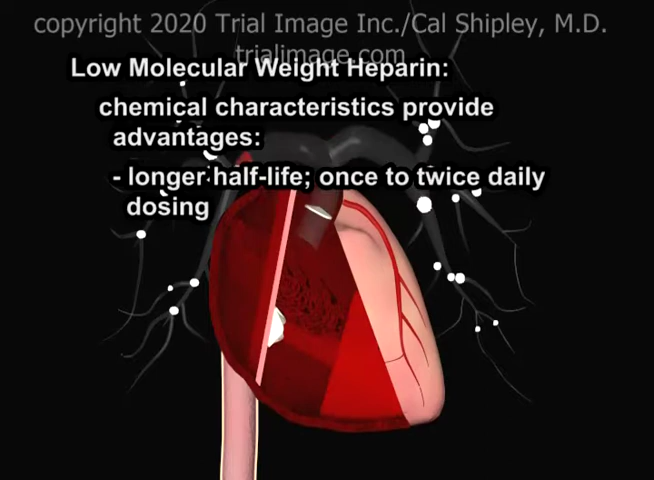 copyright 2020 Trial Image Inc./Cal Shipley, M.D.
trialimage.com
Low Molecular Weight Heparin:
chemical characteristics provide
advantages:
- longer half-life; once to twice daily
dosing